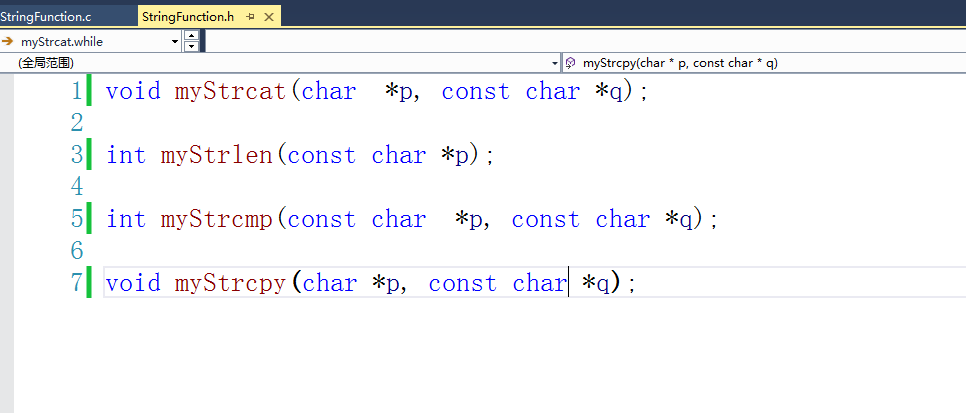 StringFunction.c StringFunction.h
myStrcat.while
(全局范围) myStrcpy(char * p, const char * q)
1 void myStrcat(char  *p, const char *q);
2
3 int myStrlen(const char *p);
4
5 int myStrcmp(const char  *p, const char *q);
6
7 void myStrcpy(char *p, const char *q);